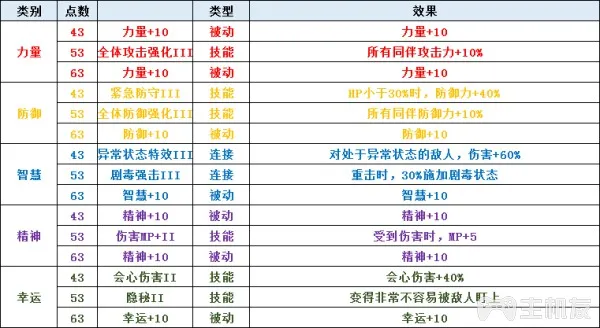 类别 点数 类型 效果
力量 43 力量+10 被动 力量+10
53 全体攻击强化III 技能 所有同伴攻击力+10%
63 力量+10 被动 力量+10
防御 43 紧急防守III 技能 HP小于30%时，防御力+40%
53 全体防御强化III 技能 所有同伴防御力+10%
63 防御+10 被动 防御+10
智慧 43 异常状态特效III 连接 对处于异常状态的敌人，伤害+60%
53 剧毒强击III 连接 重击时，30%施加剧毒状态
63 智慧+10 被动 智慧+10
精神 43 精神+10 被动 精神+10
53 伤害MP+II 技能 受到伤害时，MP+5
63 精神+10 被动 精神+10
幸运 43 会心伤害II 技能 会心伤害+40%
53 隐秘II 技能 变得非常不容易被敌人盯上
63 幸运+10 被动 幸运+10
主机友